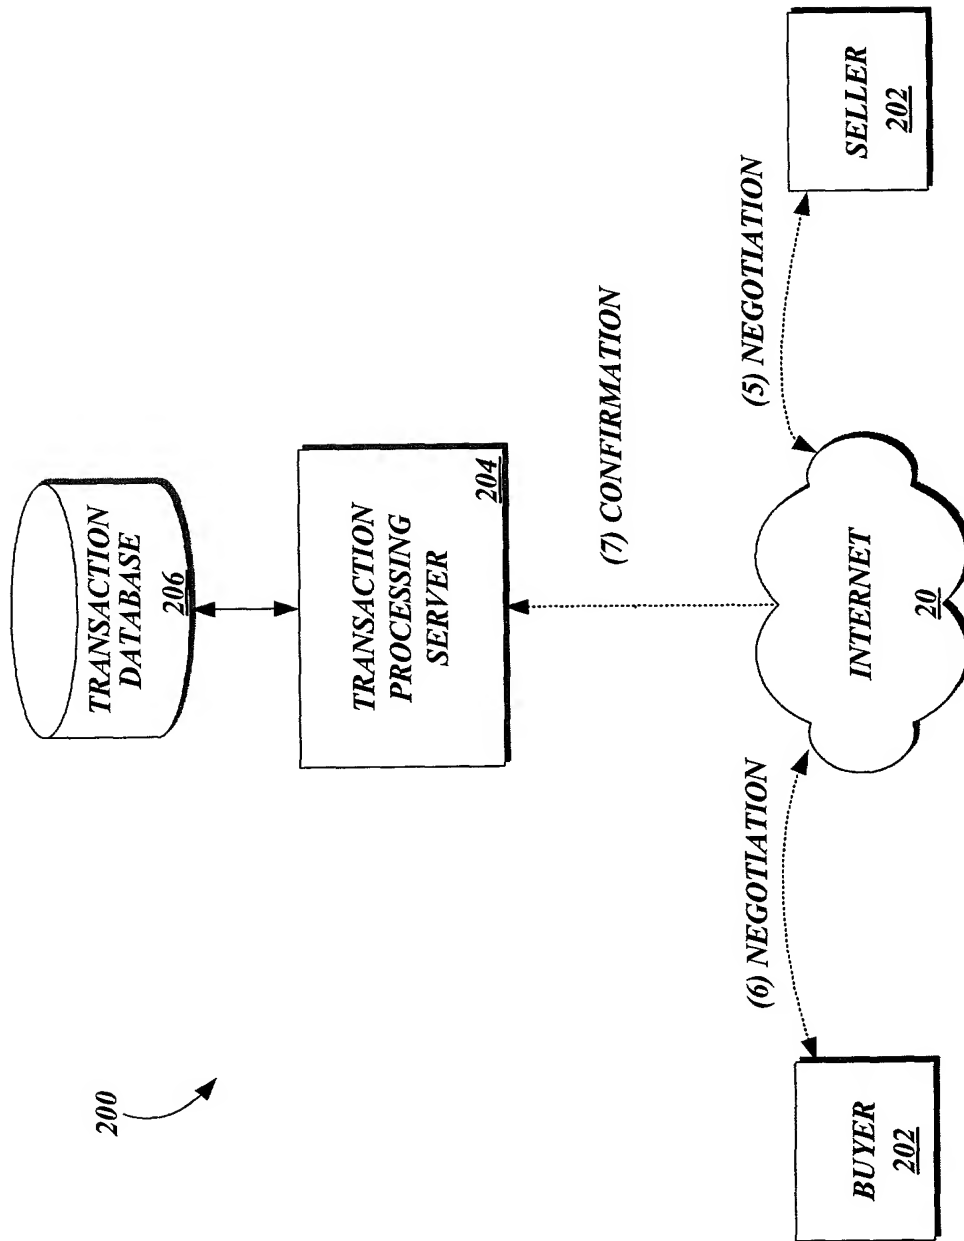 200
TRANSACTION
DATABASE
206
TRANSACTION
PROCESSING
SERVER
204
(7) CONFIRMATION
(6) NEGOTIATION
(5) NEGOTIATION
BUYER
202
INTERNET
20
SELLER
202